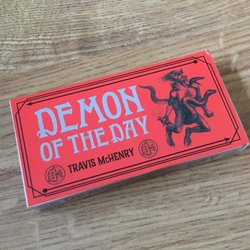 DEMON
OF THE DAY
TRAVIS McHENRY